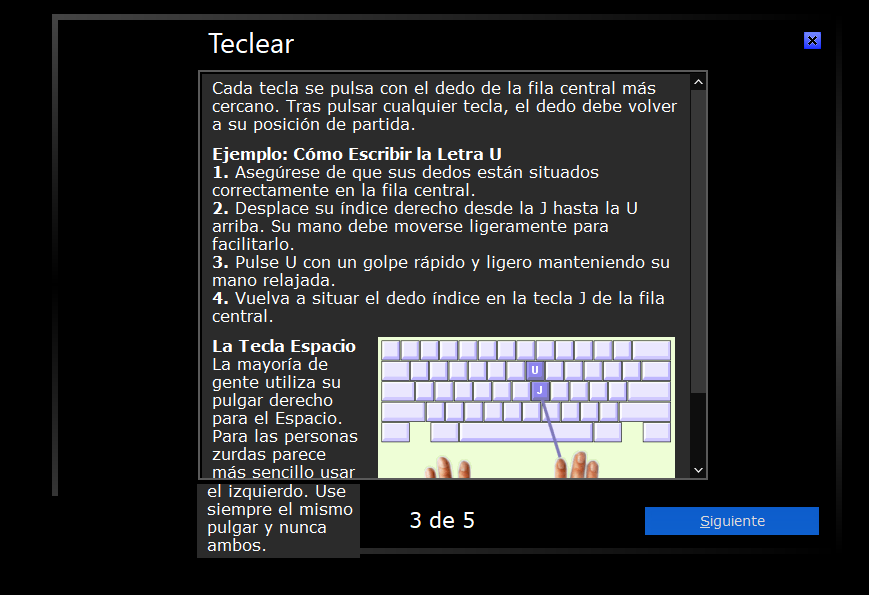 Teclear
Cada tecla se pulsa con el dedo de la fila central más
cercano. Tras pulsar cualquier tecla, el dedo debe volver
a su posición de partida.
Ejemplo: Cómo Escribir la Letra U
1. Asegúrese de que sus dedos están situados
correctamente en la fila central.
2. Desplace su índice derecho desde la J hasta la U
arriba. Su mano debe moverse ligeramente para
facilitarlo.
3. Pulse U con un golpe rápido y ligero manteniendo su
mano relajada.
4. Vuelva a situar el dedo índice en la tecla J de la fila
central.
La Tecla Espacio
La mayoría de
gente utiliza su
pulgar derecho
para el Espacio.
Para las personas
zurdas parece
más sencillo usar
el izquierdo. Use
siempre el mismo
pulgar y nunca
ambos.
U
J
3 de 5
Siguiente